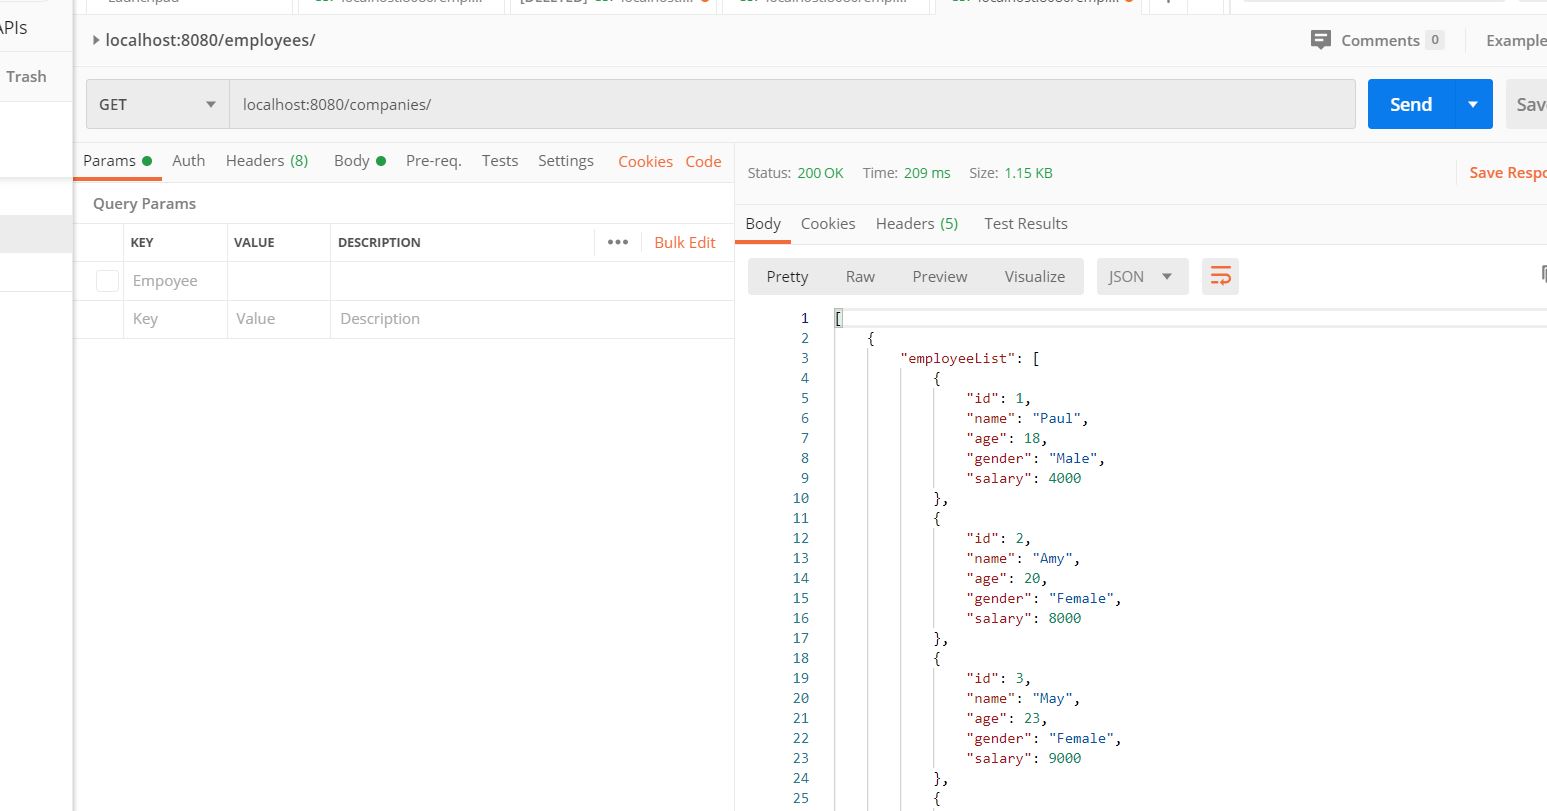 APIs
Trash
localhost:8080/employees/
Comments 0
Example
GET
localhost:8080/companies/
Send
Sav
Params
Auth
Headers (8)
Body
Pre-req.
Tests
Settings
Cookies
Code
Query Params
KEY
VALUE
DESCRIPTION
Bulk Edit
Empoyee
Key
Value
Description
Status: 200 OK
Time: 209 ms
Size: 1.15 KB
Save Respo
Body
Cookies
Headers (5)
Test Results
Pretty
Raw
Preview
Visualize
JSON
1 [
2 {
3 "employeeList": [
4 {
5 "id": 1,
6 "name": "Paul",
7 "age": 18,
8 "gender": "Male",
9 "salary": 4000
10 },
11 {
12 "id": 2,
13 "name": "Amy",
14 "age": 20,
15 "gender": "Female",
16 "salary": 8000
17 },
18 {
19 "id": 3,
20 "name": "May",
21 "age": 23,
22 "gender": "Female",
23 "salary": 9000
24 },
25 {